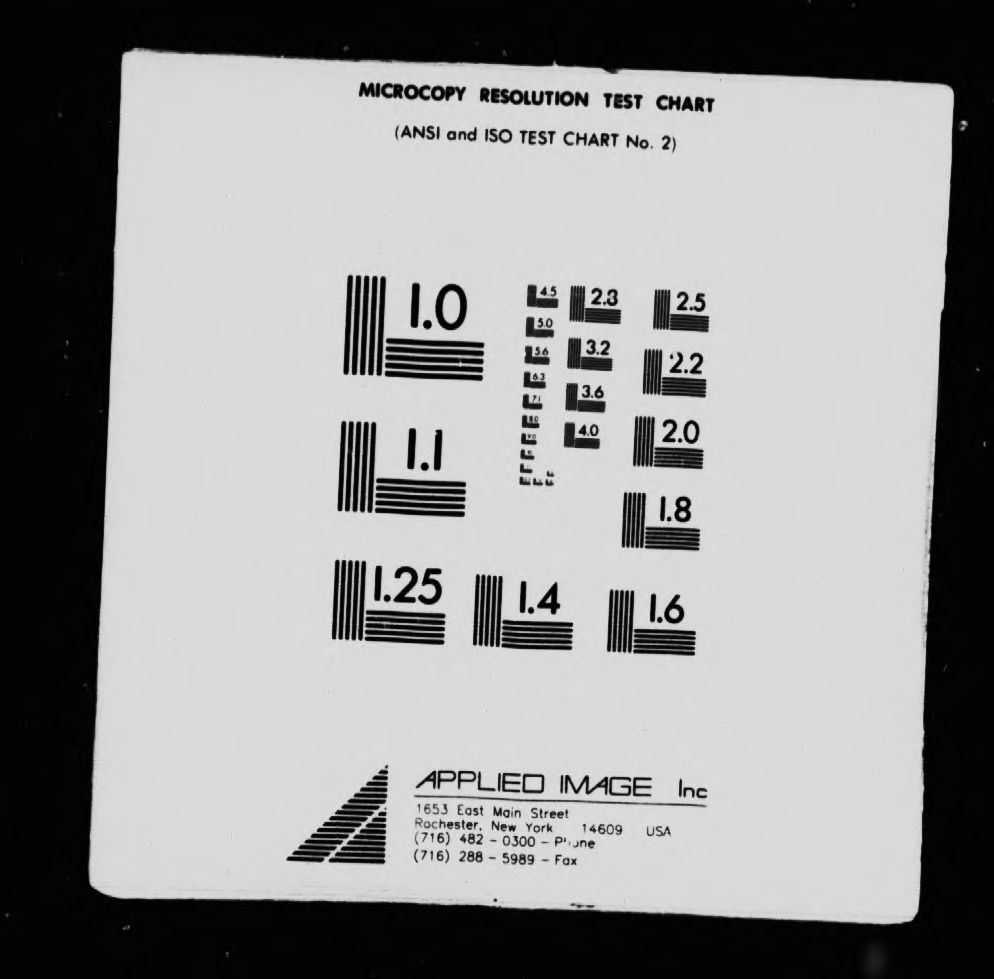 MICROCOPY RESOLUTION TEST CHART
(ANSI and ISO TEST CHART No. 2)
1.0
1.1
1.25
1.4
1.6
1.8
2.0
2.2
2.5
2.8
3.2
3.6
4.0
4.5
5.0
5.6
6.3
7.1
8.0
9.0
APPLIED IMAGE Inc
1653 East Main Street
Rochester, New York 14609 USA
(716) 482 - 0300 - Phone
(716) 288 - 5989 - Fax